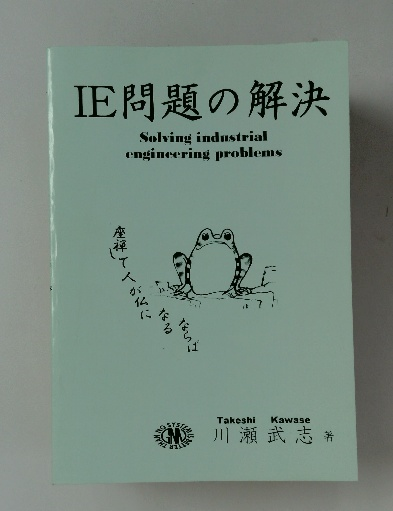 IE問題の解決
Solving industrial
engineering problems
座禅して
人が仏に
なる
ならば
Takeshi Kawase
川瀬武志 著